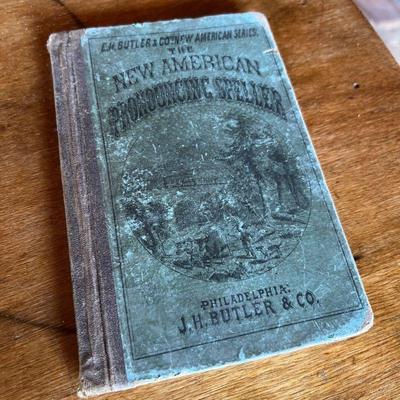 E.H. BUTLER & CO'S NEW AMERICAN SERIES.
THE
NEW AMERICAN
PRONOUNCING SPELLER
PHILADELPHIA:
J.H. BUTLER & CO.